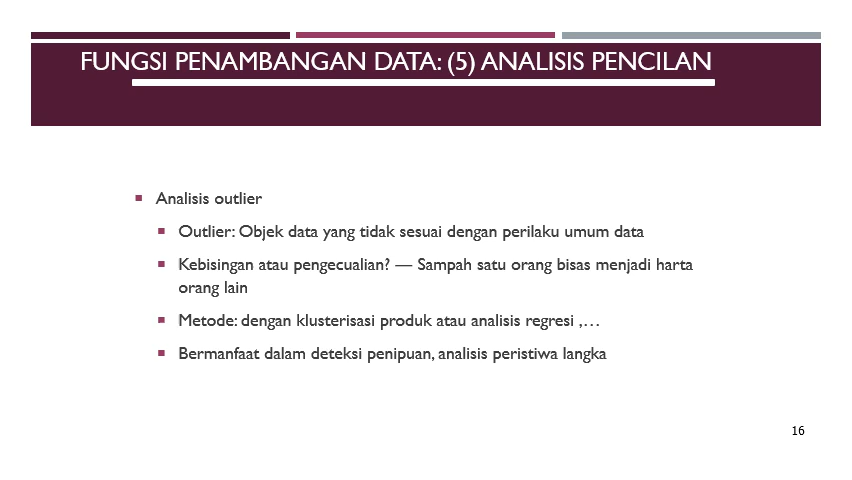 FUNGSI PENAMBANGAN DATA: (5) ANALISIS PENCILAN
Analisis outlier
Outlier: Objek data yang tidak sesuai dengan perilaku umum data
Kebisingan atau pengecualian? — Sampah satu orang bisas menjadi harta
orang lain
Metode: dengan klusterisasi produk atau analisis regresi ,…
Bermanfaat dalam deteksi penipuan, analisis peristiwa langka
16